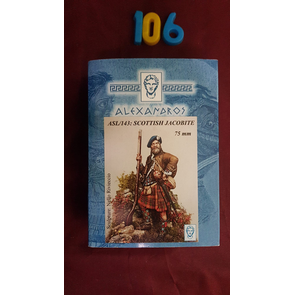 106
ALEXANDROS
ASL/143: SCOTTISH JACOBITE
75 mm